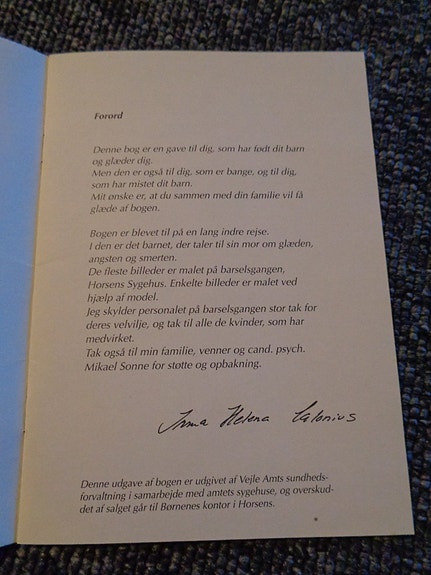 Forord
Denne bog er en gave til dig, som har født dit barn
og glæder dig.
Men den er også til dig, som er bange, og til dig,
som har mistet dit barn.
Mit ønske er, at du sammen med din familie vil få
glæde af bogen.
Bogen er blevet til på en lang indre rejse.
I den er det barnet, der taler til sin mor om glæden,
angsten og smerten.
De fleste billeder er malet på barselsgangen,
Horsens Sygehus. Enkelte billeder er malet ved
hjælp af model.
Jeg skylder personalet på barselsgangen stor tak for
deres velvilje, og tak til alle de kvinder, som har
medvirket.
Tak også til min familie, venner og cand. psych.
Mikael Sonne for støtte og opbakning.
Irma Helena Calonius
Denne udgave af bogen er udgivet af Vejle Amts sundheds-
forvaltning i samarbejde med amtets sygehuse, og overskud-
det af salget går til Børnenes kontor i Horsens.